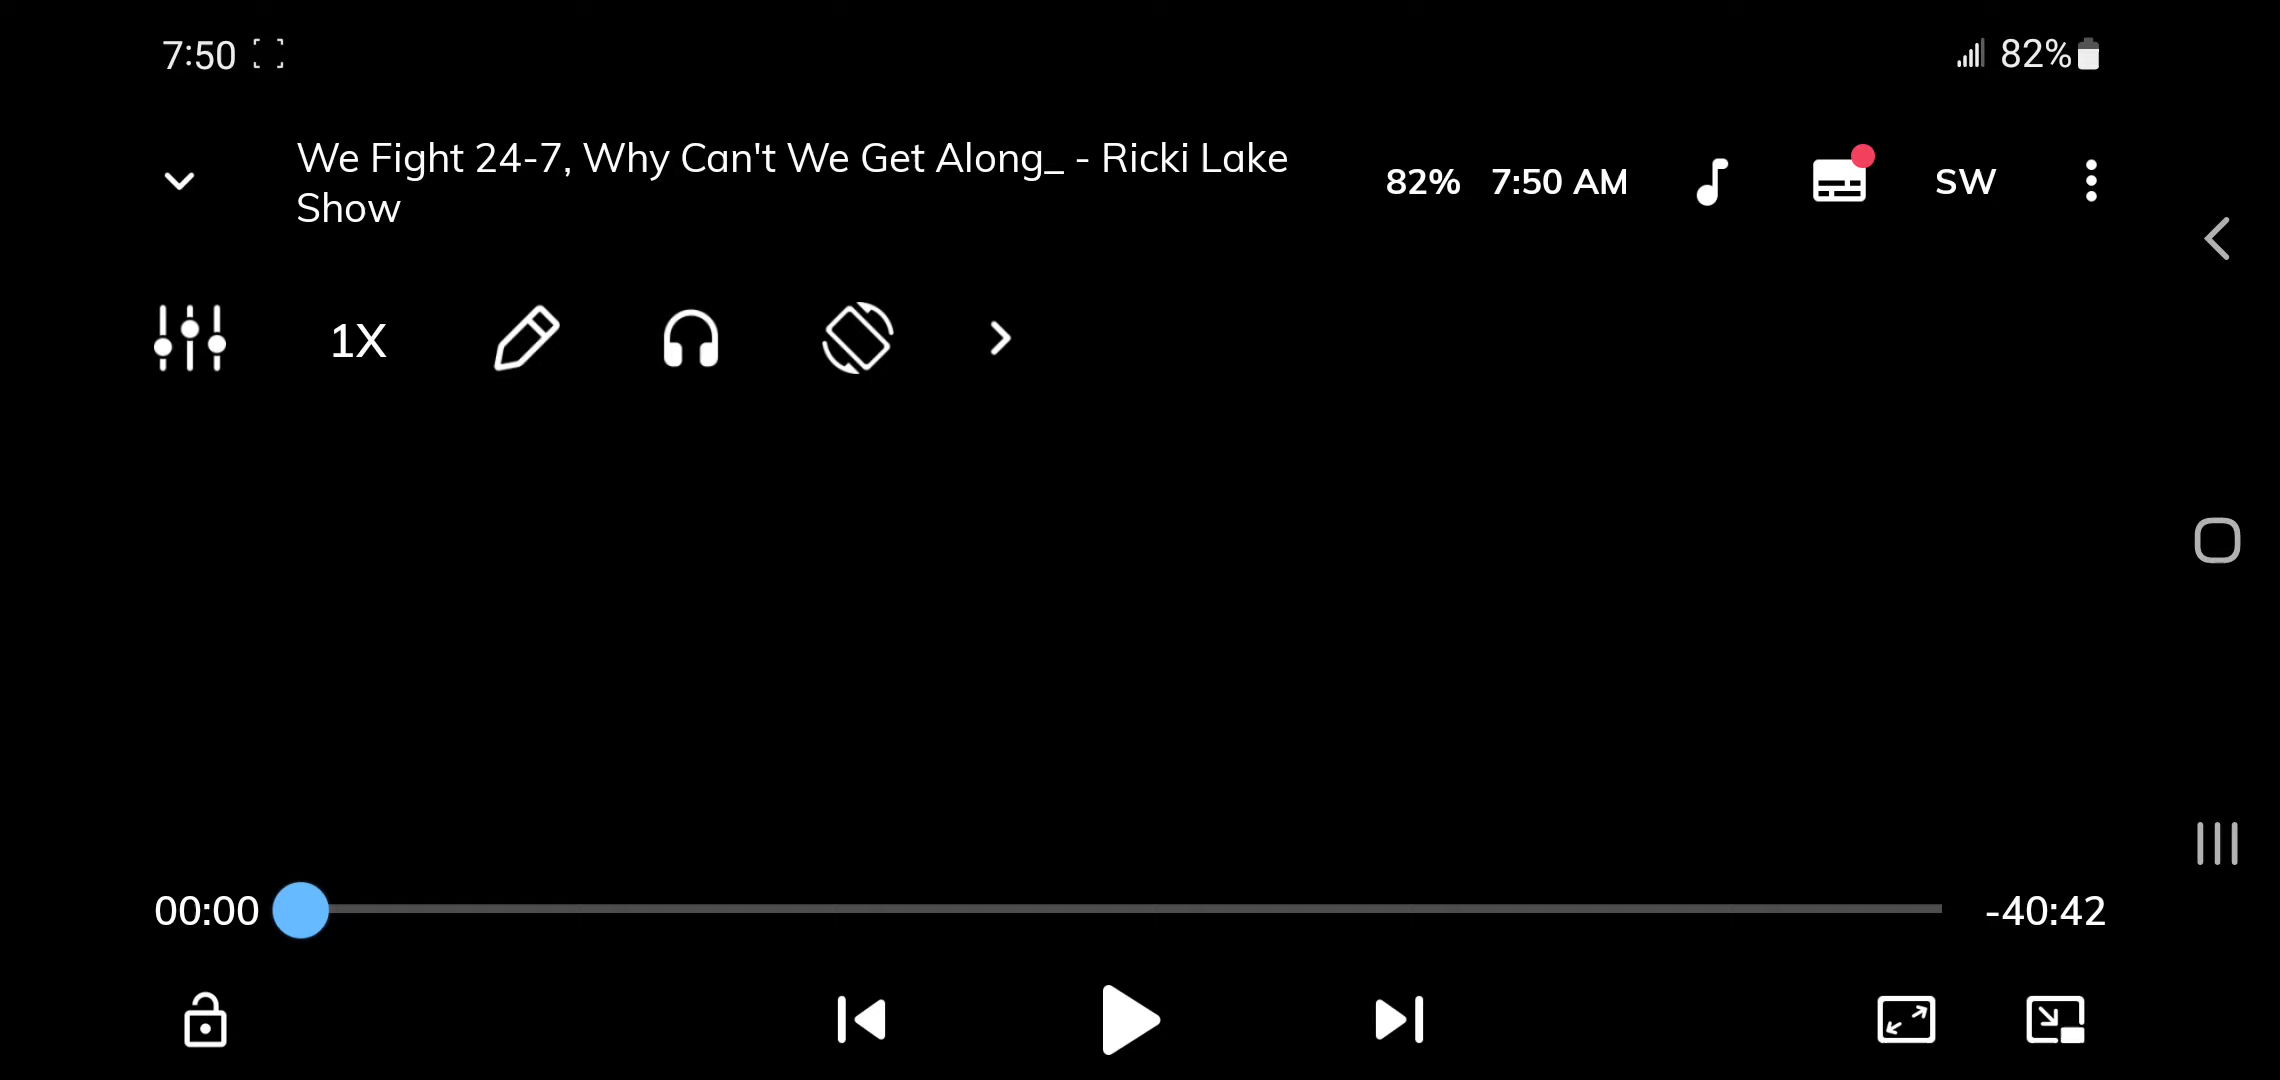 7:50 82%
We Fight 24-7, Why Can't We Get Along_ - Ricki Lake
Show
82% 7:50 AM SW
1X
00:00 -40:42